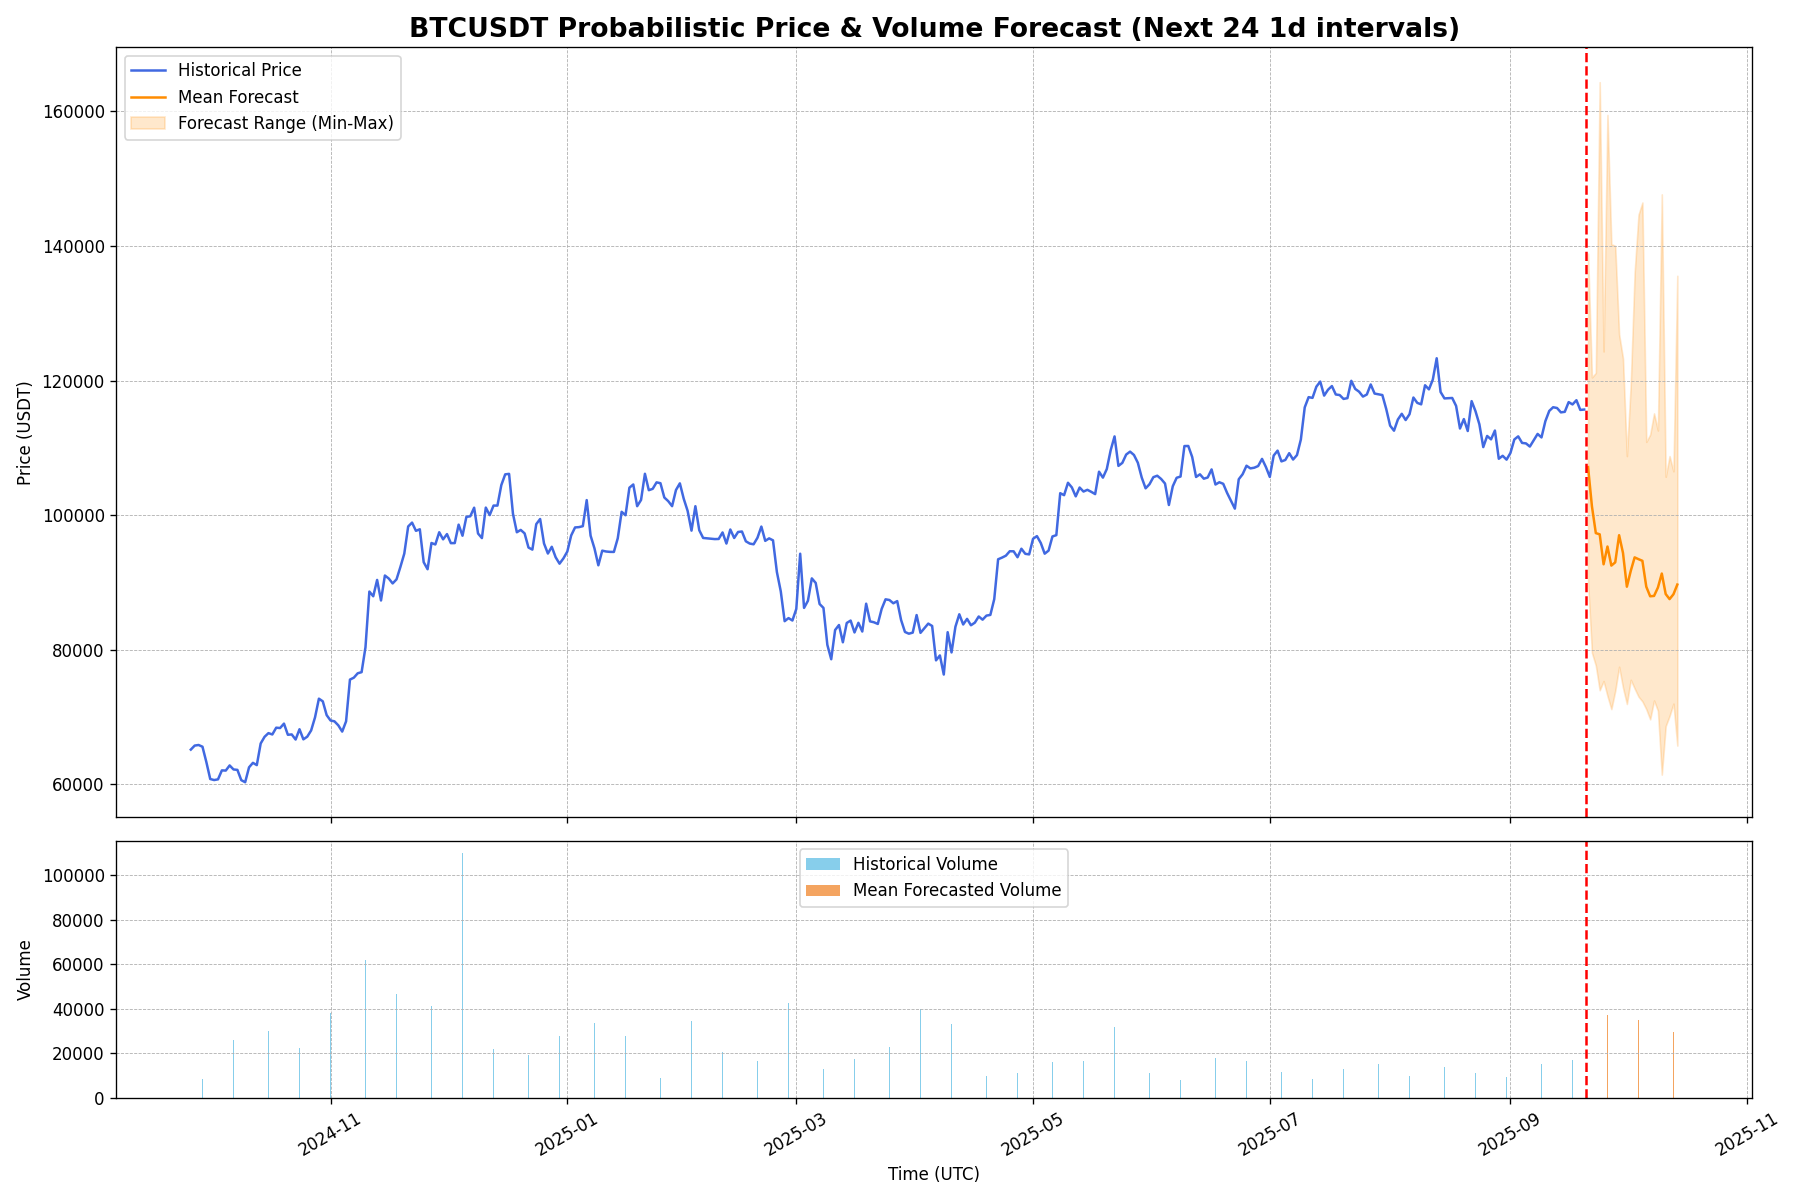 BTCUSDT Probabilistic Price & Volume Forecast (Next 24 1d intervals)
Historical Price
Mean Forecast
Forecast Range (Min-Max)
Price (USDT)
160000
140000
120000
100000
80000
60000
Historical Volume
Mean Forecasted Volume
Volume
100000
80000
60000
40000
20000
0
2024-11
2025-01
2025-03
2025-05
2025-07
2025-09
2025-11
Time (UTC)